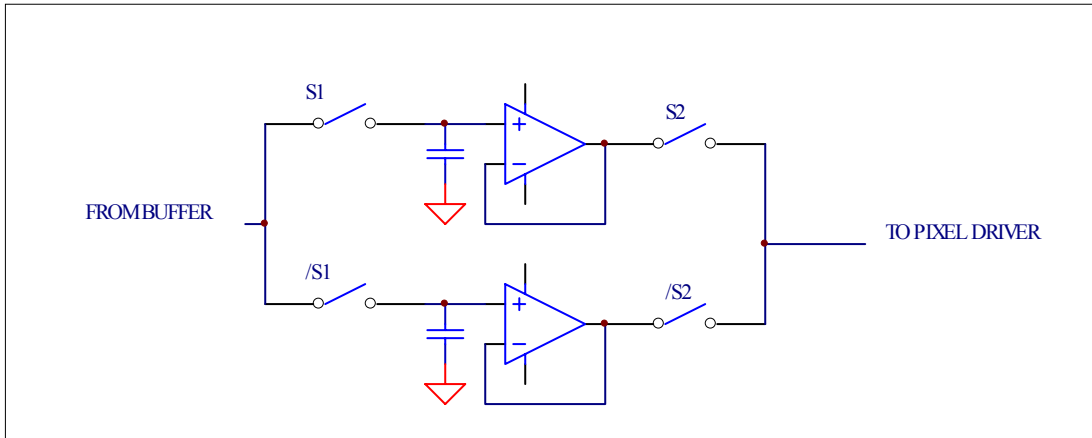 S1
S2
FROM BUFFER
TO PIXEL DRIVER
/S1
/S2